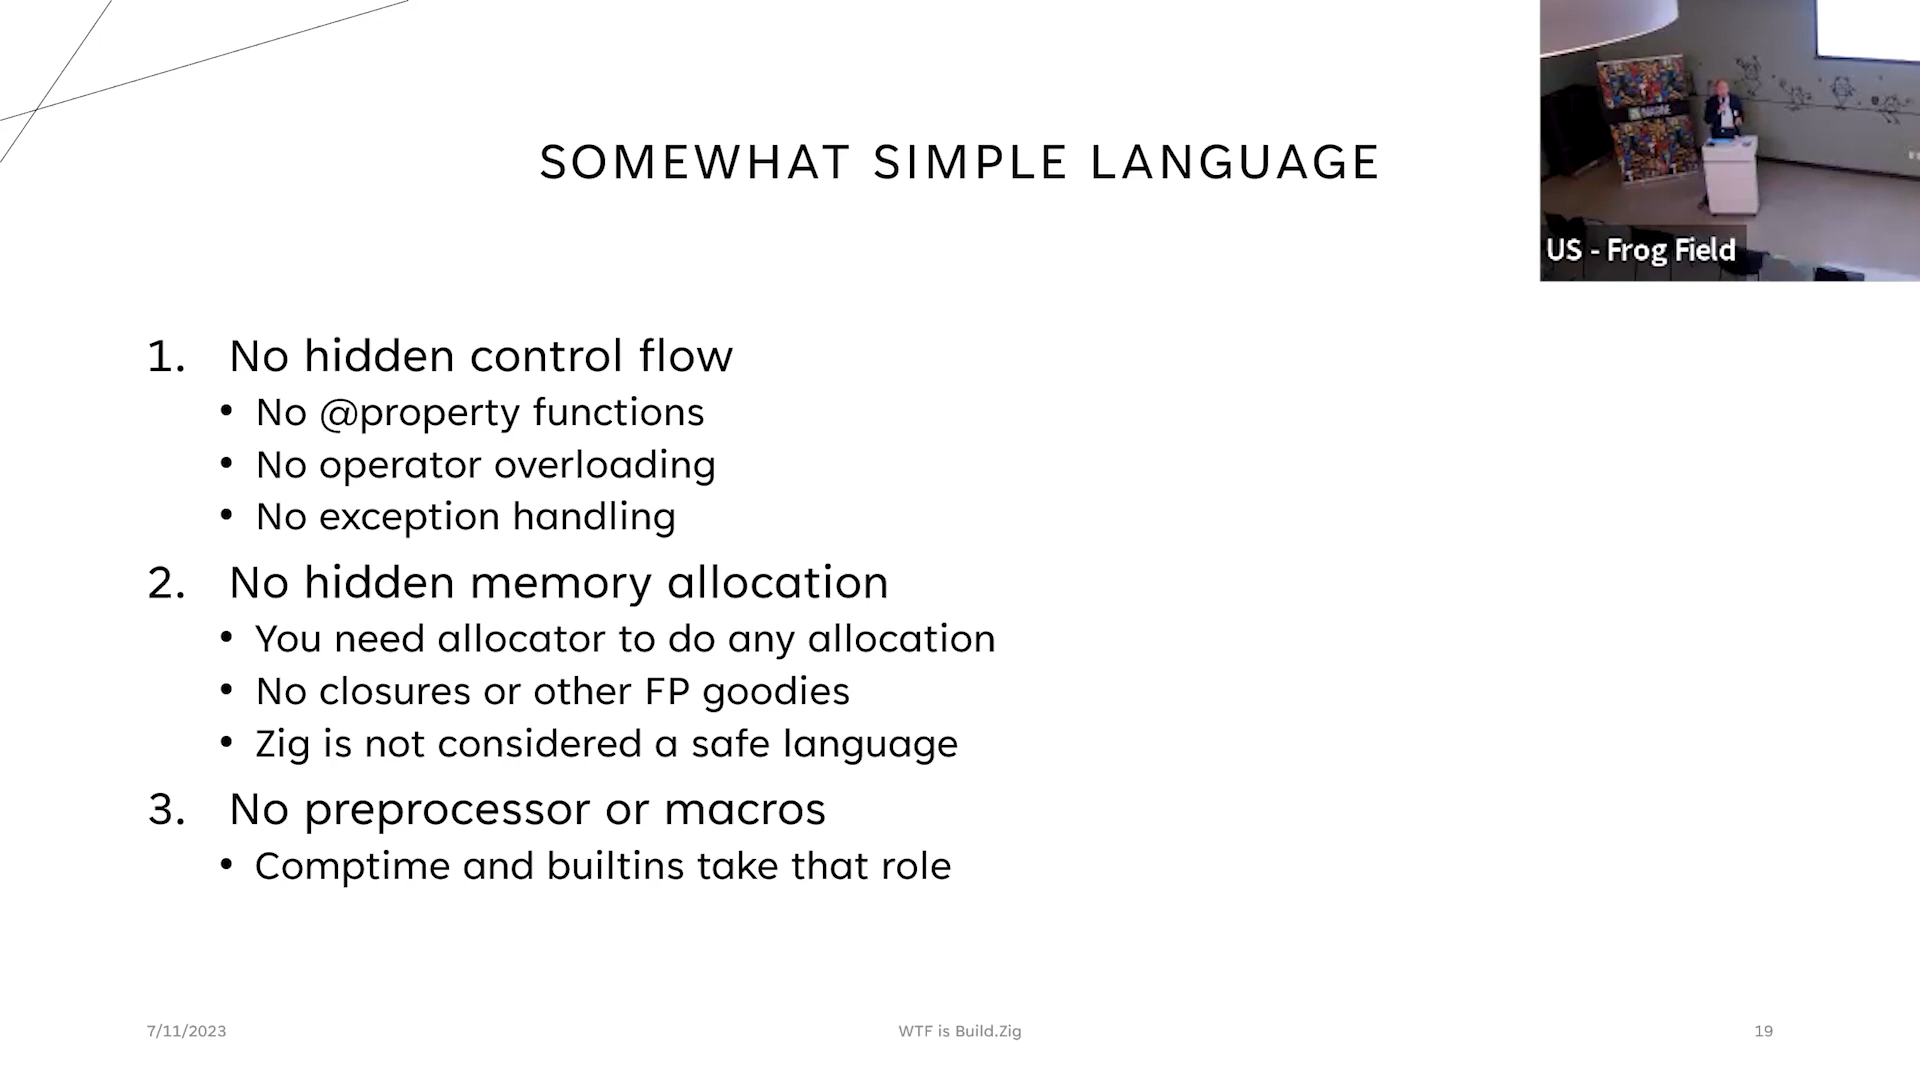 SOMEWHAT SIMPLE LANGUAGE
US - Frog Field
1. No hidden control flow
• No @property functions
• No operator overloading
• No exception handling
2. No hidden memory allocation
• You need allocator to do any allocation
• No closures or other FP goodies
• Zig is not considered a safe language
3. No preprocessor or macros
• Comptime and builtins take that role
7/11/2023
WTF is Build.Zig
19